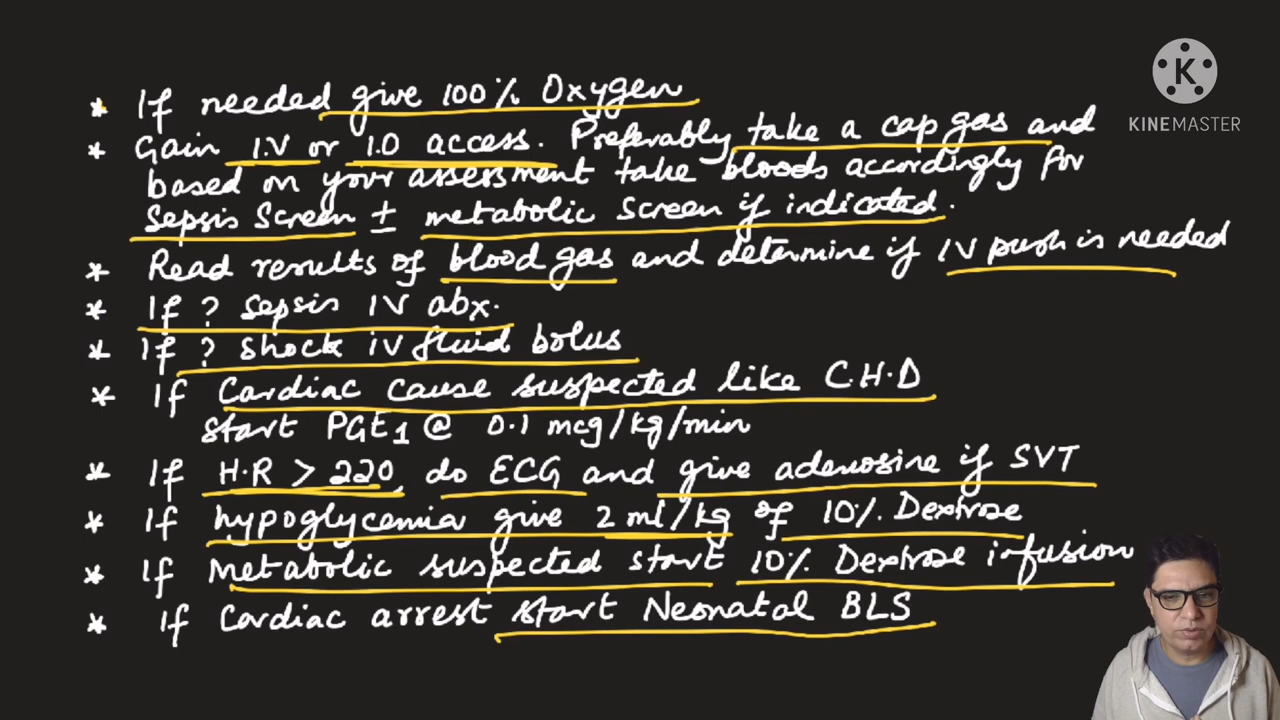 * If needed give 100% Oxygen
* Gain I.V or I.O access. Preferably take a cap gas and
based on your assessment take bloods accordingly for
Sepsis Screen ± metabolic screen if indicated.
* Read results of blood gas and determine if IV push is needed
* If ? sepsis IV abx.
* If ? shock IV fluid bolus
* If Cardiac cause suspected like C.H.D
start PGE1 @ 0.1 mcg/kg/min
* If H.R > 220, do ECG and give adenosine if SVT
* If hypoglycemia give 2 ml/kg of 10% Dextrose
* If Metabolic suspected start 10% Dextrose infusion
* If Cardiac arrest start Neonatal BLS
K
KINEMASTER